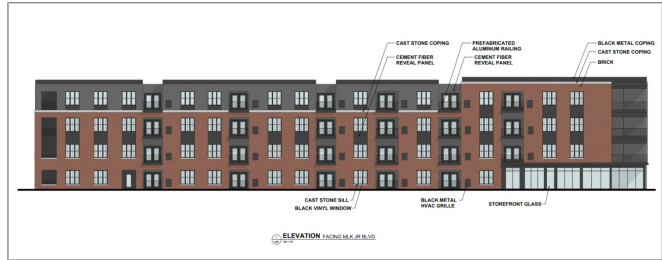 CAST STONE COPING
CEMENT FIBER
REVEAL PANEL
PREFABRICATED
ALUMINUM RAILING
CEMENT FIBER
REVEAL PANEL
BLACK METAL COPING
CAST STONE COPING
BRICK
CAST STONE SILL
BLACK VINYL WINDOW
BLACK METAL
HVAC GRILLE
STOREFRONT GLASS
ELEVATION FACING MLK JR BLVD